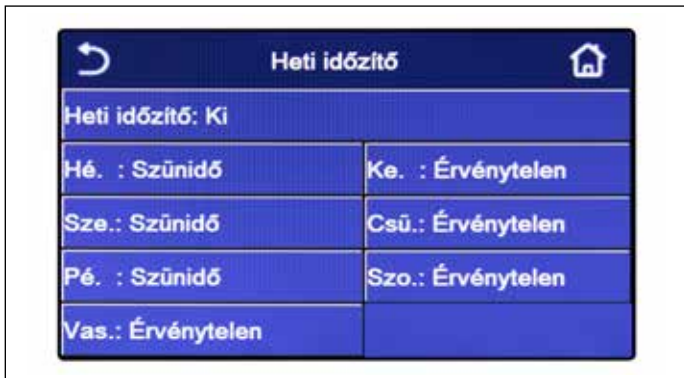 Heti időzítő
Heti időzítő: Ki
Hé. : Szünidő Ke. : Érvénytelen
Sze.: Szünidő Csü.: Érvénytelen
Pé. : Szünidő Szo.: Érvénytelen
Vas.: Érvénytelen